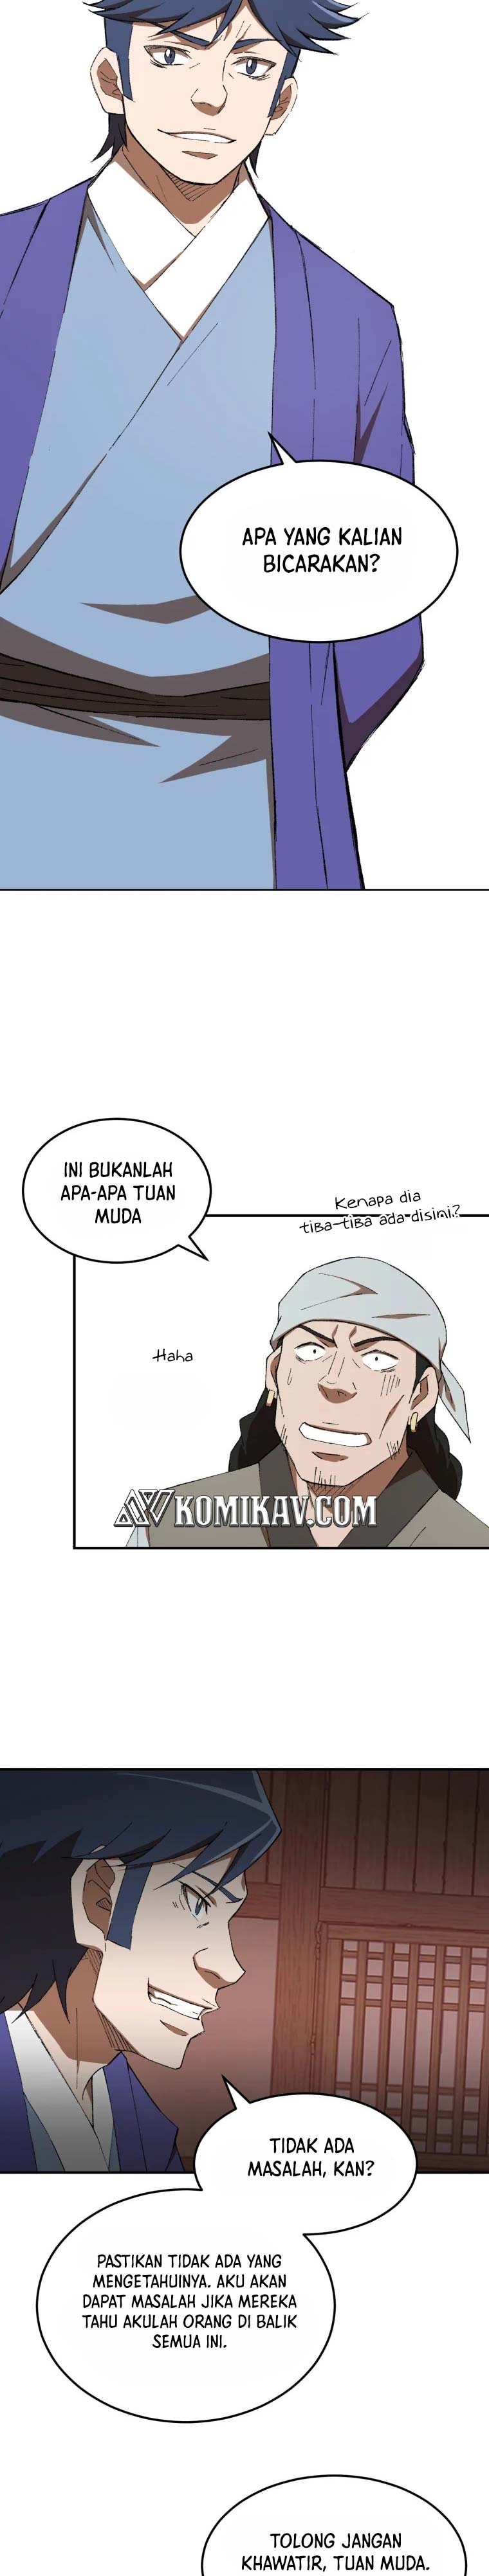 APA YANG KALIAN
BICARAKAN?
INI BUKANLAH
APA-APA TUAN
MUDA
Kenapa dia
tiba-tiba ada disini?
Haha
KOMIKAV.COM
TIDAK ADA
MASALAH, KAN?
PASTIKAN TIDAK ADA YANG
MENGETAHUINYA. AKU AKAN
DAPAT MASALAH JIKA MEREKA
TAHU AKULAH ORANG DI BALIK
SEMUA INI.
TOLONG JANGAN
KHAWATIR, TUAN MUDA.